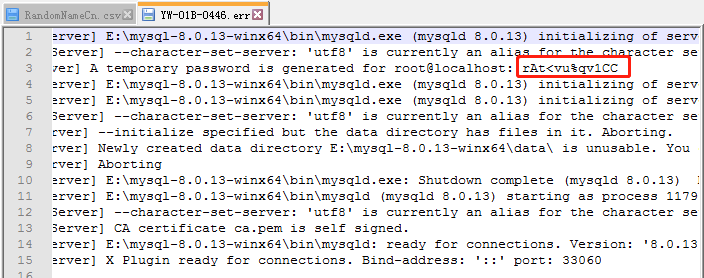 RandomNameCn.csv YW-01B-0446.err
1 erver] E:\mysql-8.0.13-winx64\bin\mysqld.exe (mysqld 8.0.13) initializing of serv
2 Server] --character-set-server: 'utf8' is currently an alias for the character se
3 ver] A temporary password is generated for root@localhost: rAt<vu%qv1CC
4 erver] E:\mysql-8.0.13-winx64\bin\mysqld.exe (mysqld 8.0.13) initializing of serv
5 erver] E:\mysql-8.0.13-winx64\bin\mysqld.exe (mysqld 8.0.13) initializing of serv
6 Server] --character-set-server: 'utf8' is currently an alias for the character se
7 rver] --initialize specified but the data directory has files in it. Aborting.
8 rver] Newly created data directory E:\mysql-8.0.13-winx64\data\ is unusable. You
9 rver] Aborting
10 erver] E:\mysql-8.0.13-winx64\bin\mysqld.exe: Shutdown complete (mysqld 8.0.13)
11 erver] E:\mysql-8.0.13-winx64\bin\mysqld (mysqld 8.0.13) starting as process 1179
12 Server] --character-set-server: 'utf8' is currently an alias for the character se
13 Server] CA certificate ca.pem is self signed.
14 erver] E:\mysql-8.0.13-winx64\bin\mysqld: ready for connections. Version: '8.0.13
15 erver] X Plugin ready for connections. Bind-address: '::' port: 33060
16